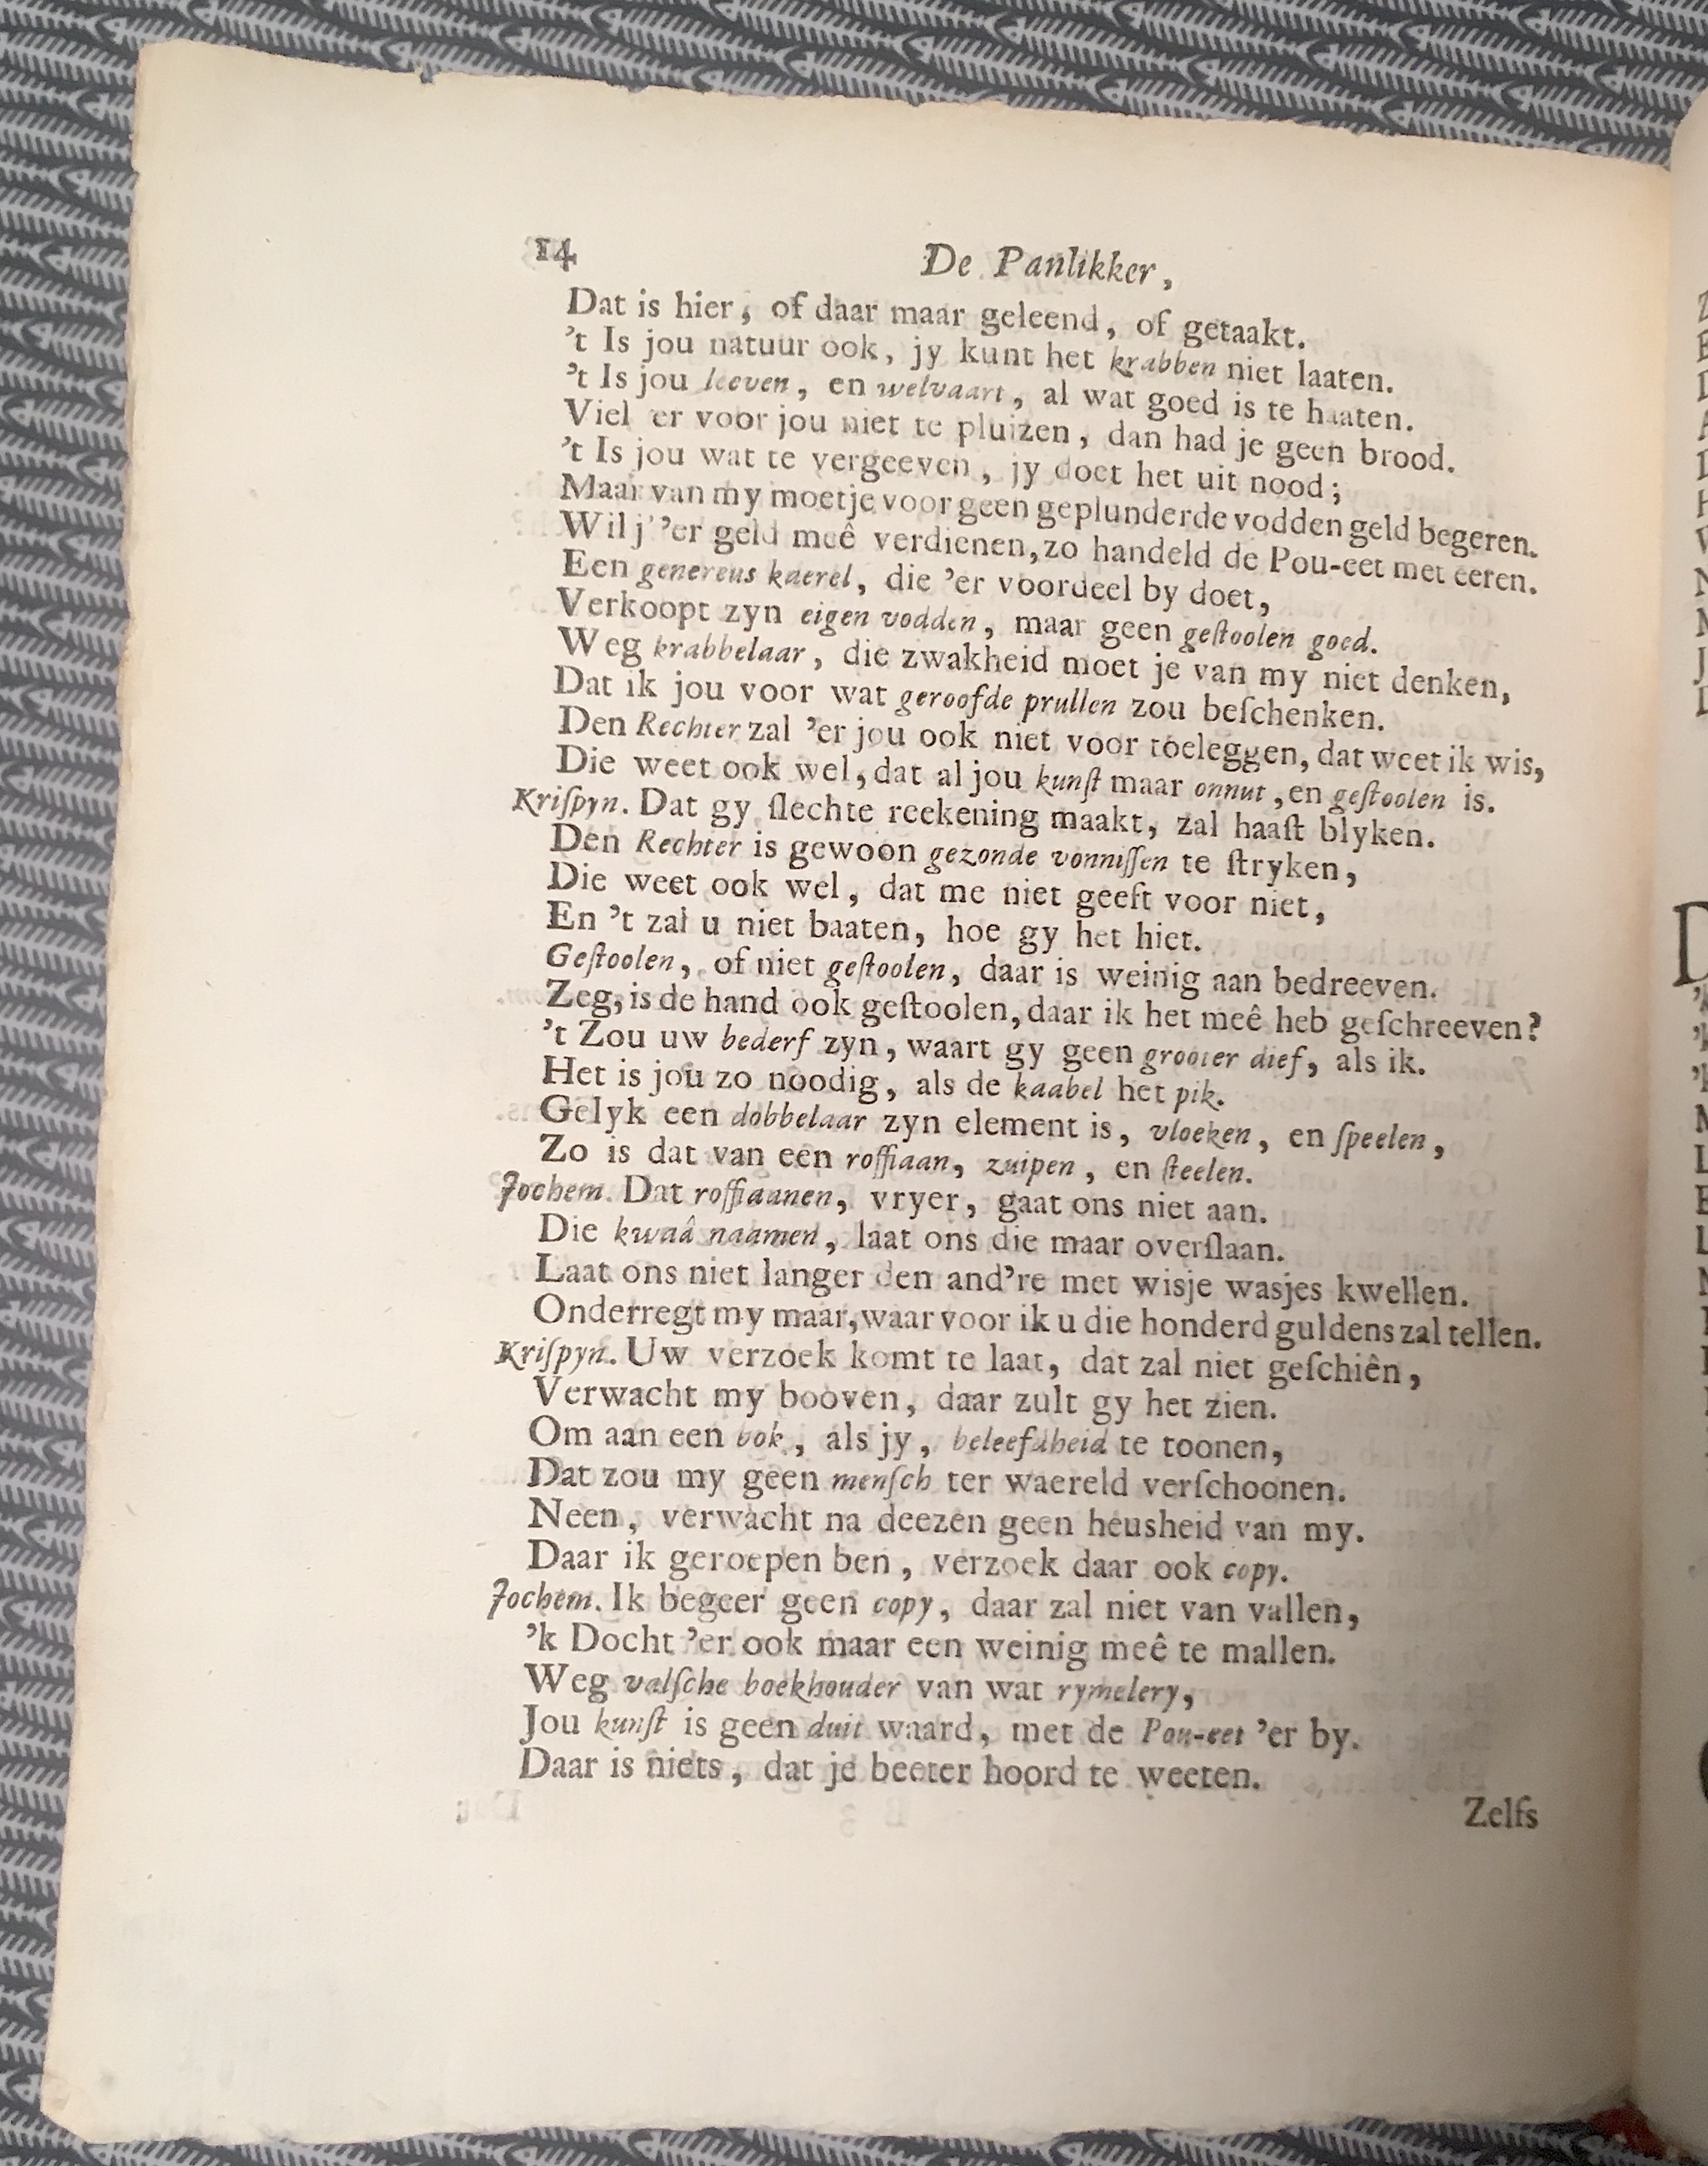 14 De Panlikker,
Dat is hier, of daar maar geleend, of getaakt.
't Is jou natuur ook, jy kunt het krabben niet laaten.
't Is jou leeven, en welvaart, al wat goed is te haaten.
Viel er voor jou niet te pluizen, dan had je geen brood.
't Is jou wat te vergeeven, jy doet het uit nood;
Maar van my moetje voor geen geplunderde vodden geld begeren.
Wil j' 'er geld meê verdienen, zo handeld de Pou-eet met eeren.
Een genereus kaerel, die 'er voordeel by doet,
Verkoopt zyn eigen vodden, maar geen geſtoolen goed.
Weg krabbelaar, die zwakheid moet je van my niet denken,
Dat ik jou voor wat geroofde prullen zou beſchenken.
Den Rechter zal 'er jou ook niet voor toeleggen, dat weet ik wis,
Die weet ook wel, dat al jou kunſt maar onnut, en geſtoolen is.
Kriſpyn. Dat gy ſlechte reekening maakt, zal haaſt blyken.
Den Rechter is gewoon gezonde vonniſſen te ſtryken,
Die weet ook wel, dat me niet geeft voor niet,
En 't zal u niet baaten, hoe gy het hiet.
Geſtoolen, of niet geſtoolen, daar is weinig aan bedreeven.
Zeg, is de hand ook geſtoolen, daar ik het meê heb geſchreeven?
't Zou uw bederf zyn, waart gy geen grooter dief, als ik.
Het is jou zo noodig, als de kaabel het pik.
Gelyk een dobbelaar zyn element is, vloeken, en ſpeelen,
Zo is dat van een roffiaan, zuipen, en ſteelen.
Jochem. Dat roffiaanen, vryer, gaat ons niet aan.
Die kwaâ naamen, laat ons die maar overſlaan.
Laat ons niet langer den and're met wisje wasjes kwellen.
Onderregt my maar, waar voor ik u die honderd guldens zal tellen.
Kriſpyn. Uw verzoek komt te laat, dat zal niet geſchiên,
Verwacht my booven, daar zult gy het zien.
Om aan een bok, als jy, beleefdheid te toonen,
Dat zou my geen menſch ter waereld verſchoonen.
Neen, verwacht na deezen geen heusheid van my.
Daar ik geroepen ben, verzoek daar ook copy.
Jochem. Ik begeer geen copy, daar zal niet van vallen,
'k Docht 'er ook maar een weinig meê te mallen.
Weg valſche boekhouder van wat rymelery,
Jou kunſt is geen duit waard, met de Pou-eet 'er by.
Daar is niets, dat je beeter hoord te weeten.
Zelfs